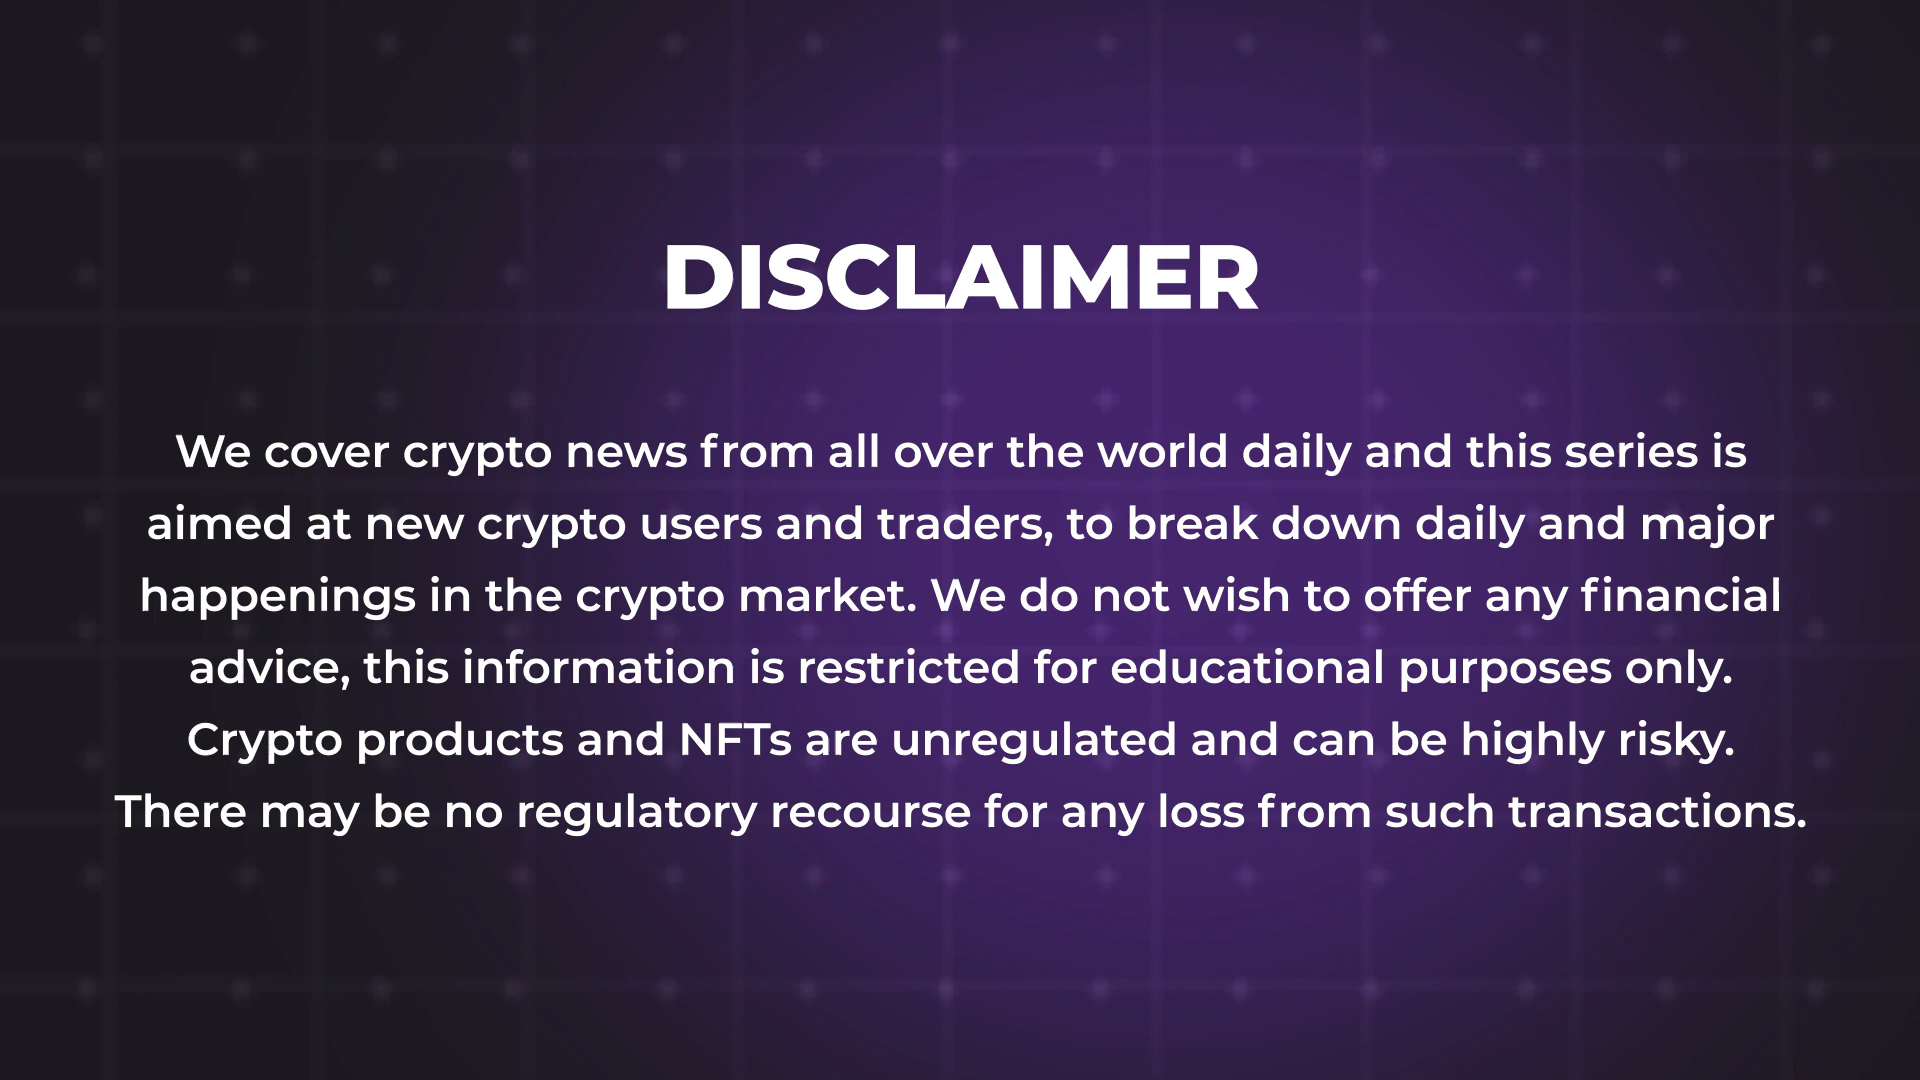 DISCLAIMER
We cover crypto news from all over the world daily and this series is
aimed at new crypto users and traders, to break down daily and major
happenings in the crypto market. We do not wish to offer any financial
advice, this information is restricted for educational purposes only.
Crypto products and NFTs are unregulated and can be highly risky.
There may be no regulatory recourse for any loss from such transactions.